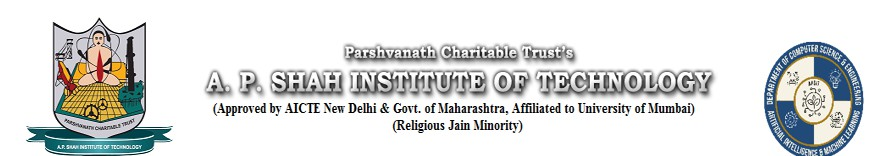 PARSHVANATH CHARITABLE TRUST
A.P. SHAH INSTITUTE OF TECHNOLOGY
Parshvanath Charitable Trust's
A. P. SHAH INSTITUTE OF TECHNOLOGY
(Approved by AICTE New Delhi & Govt. of Maharashtra, Affiliated to University of Mumbai)
(Religious Jain Minority)
DEPARTMENT OF COMPUTER SCIENCE & ENGINEERING
APSIT
ARTIFICIAL INTELLIGENCE & MACHINE LEARNING